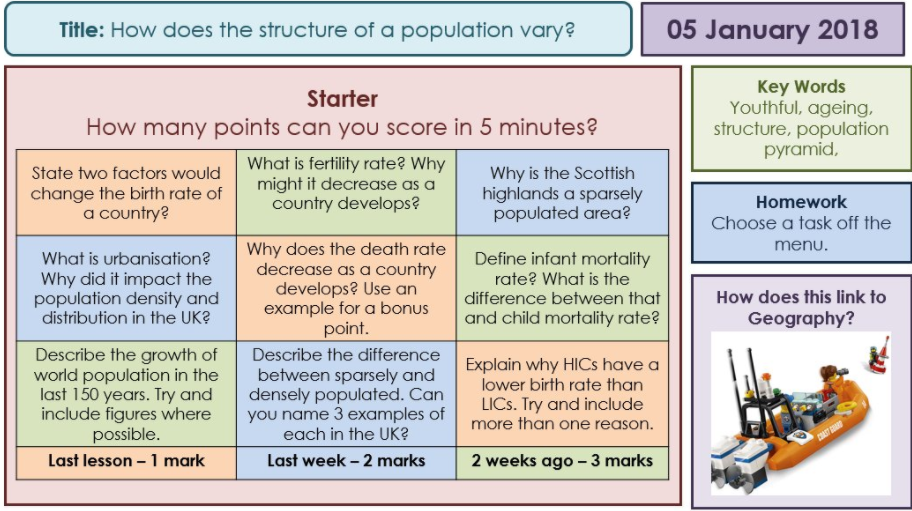 Title: How does the structure of a population vary?
05 January 2018
Starter
How many points can you score in 5 minutes?
State two factors would
change the birth rate of
a country?
What is fertility rate? Why
might it decrease as a
country develops?
Why is the Scottish
highlands a sparsely
populated area?
What is urbanisation?
Why did it impact the
population density and
distribution in the UK?
Why does the death rate
decrease as a country
develops? Use an
example for a bonus
point.
Define infant mortality
rate? What is the
difference between that
and child mortality rate?
Describe the growth of
world population in the
last 150 years. Try and
include figures where
possible.
Describe the difference
between sparsely and
densely populated. Can
you name 3 examples of
each in the UK?
Explain why HICs have a
lower birth rate than
LICs. Try and include
more than one reason.
Last lesson – 1 mark
Last week – 2 marks
2 weeks ago – 3 marks
Key Words
Youthful, ageing,
structure, population
pyramid,
Homework
Choose a task off the
menu.
How does this link to
Geography?
COAST GUARD